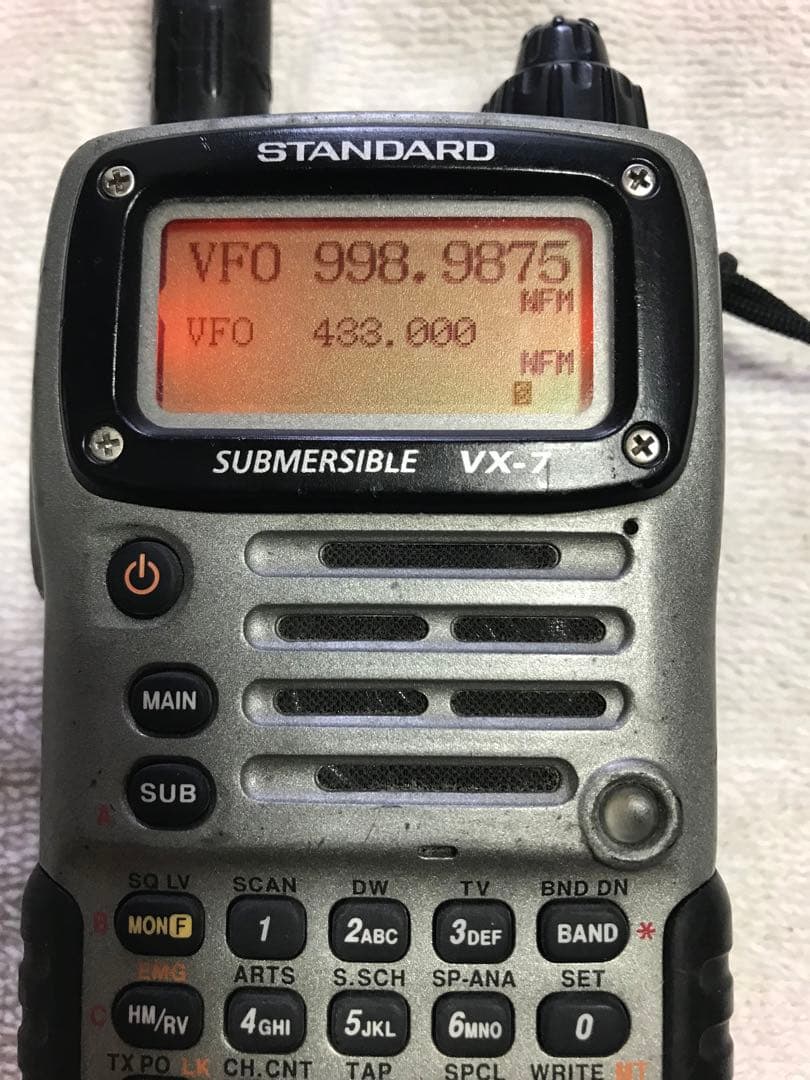 STANDARD
VFO 998.9875
NFM
VFO 433.000
NFM
SUBMERSIBLE VX-7
MAIN
SUB
A
SQ LV SCAN DW TV BND DN
B MONF 1 2ABC 3DEF BAND *
EMG ARTS S.SCH SP-ANA SET
C HM/RV 4GHI 5JKL 6MNO 0
TX PO LK CH.CNT TAP SPCL WRITE MT